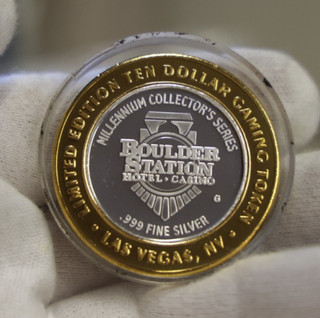 LIMITED EDITION TEN DOLLAR GAMING TOKEN
• LAS VEGAS, NV •
MILLENNIUM COLLECTOR'S SERIES
BOULDER
STATION
HOTEL • CASINO
G
.999 FINE SILVER